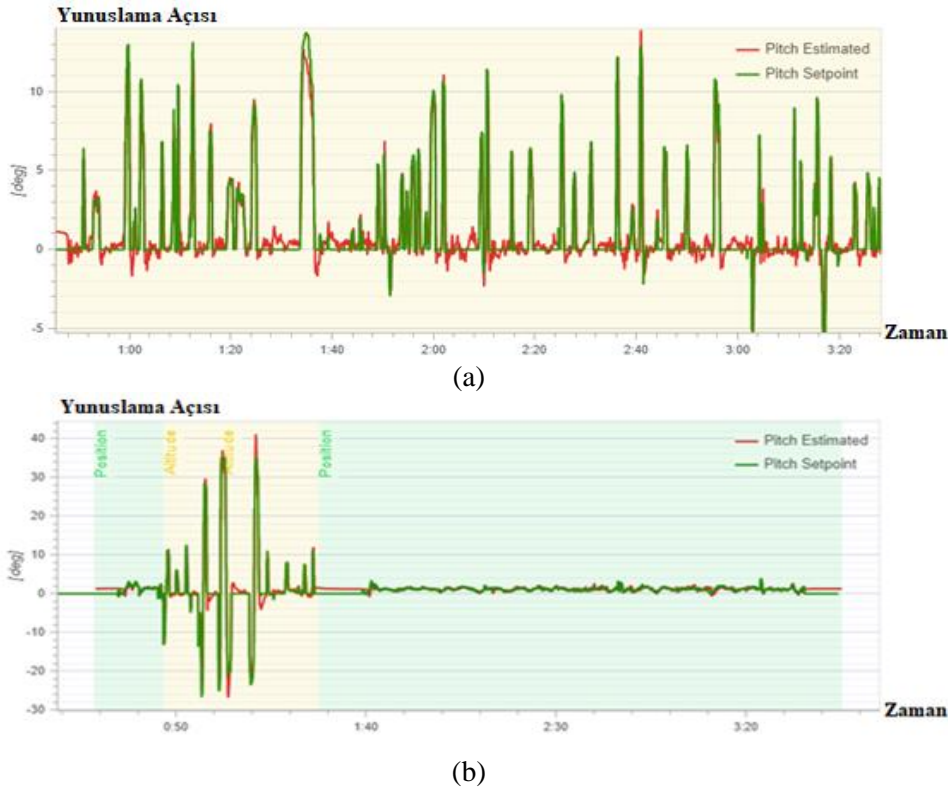 Yunuslama Açısı
Pitch Estimated
Pitch Setpoint
10
5
0
-5
[deg]
1:00 1:20 1:40 2:00 2:20 2:40 3:00 3:20
Zaman
(a)
Yunuslama Açısı
Position
Altitude
Altitude
Position
Pitch Estimated
Pitch Setpoint
40
30
20
10
0
-10
-20
-30
[deg]
0:50 1:40 2:30 3:20
Zaman
(b)